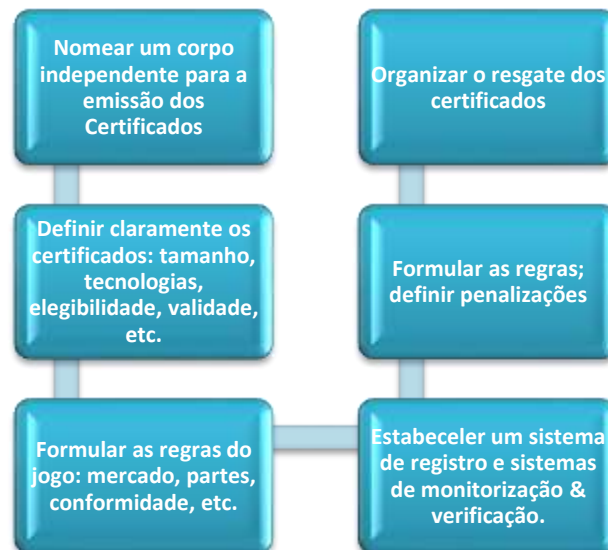 Nomear um corpo
independente para a
emissão dos
Certificados
Definir claramente os
certificados: tamanho,
tecnologias,
elegibilidade, validade,
etc.
Formular as regras do
jogo: mercado, partes,
conformidade, etc.
Estabeceler um sistema
de registro e sistemas
de monitorização &
verificação.
Formular as regras;
definir penalizações
Organizar o resgate dos
certificados